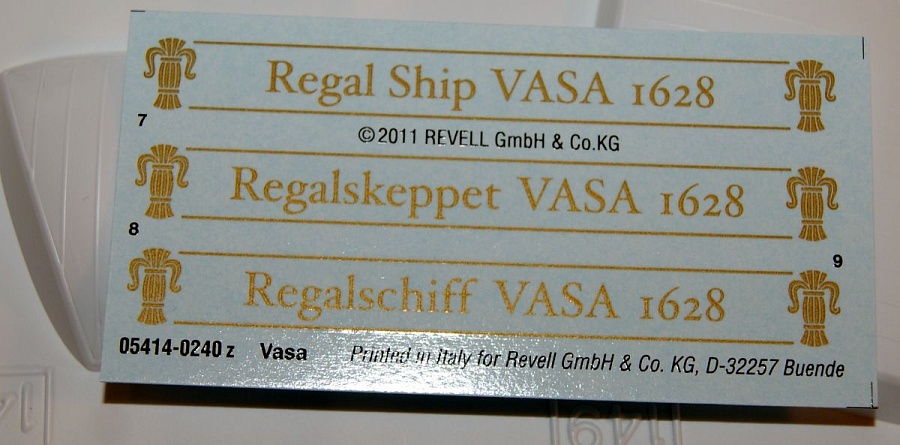 Regal Ship VASA 1628
7
©2011 REVELL GmbH & Co.KG
Regalskeppet VASA 1628
8
9
Regalschiff VASA 1628
05414-0240 z Vasa Printed in Italy for Revell GmbH & Co. KG, D-32257 Buende
149